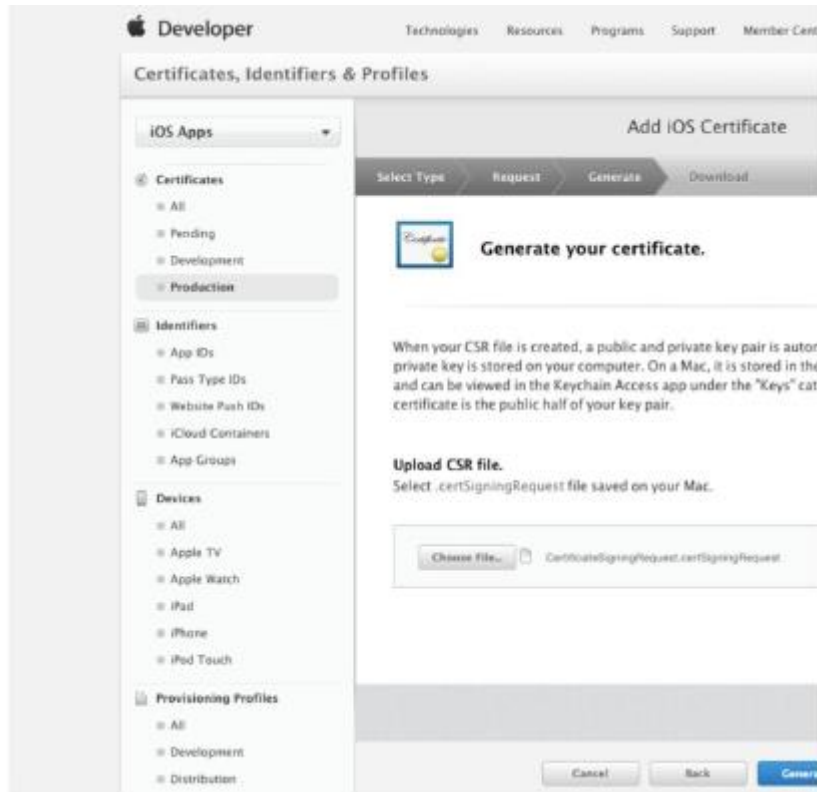 Developer
Technologies Resources Programs Support Member Cent
Certificates, Identifiers & Profiles
iOS Apps
Certificates
All
Pending
Development
Production
Identifiers
App IDs
Pass Type IDs
Website Push IDs
iCloud Containers
App Groups
Devices
All
Apple TV
Apple Watch
iPad
iPhone
iPod Touch
Provisioning Profiles
All
Development
Distribution
Add iOS Certificate
Select Type Request Generate Download
Certificate
Generate your certificate.
When your CSR file is created, a public and private key pair is autor
private key is stored on your computer. On a Mac, it is stored in the
and can be viewed in the Keychain Access app under the "Keys" cat
certificate is the public half of your key pair.
Upload CSR file.
Select .certSigningRequest file saved on your Mac.
Choose File... CertificateSigningRequest.certSigningRequest
Cancel Back Genera